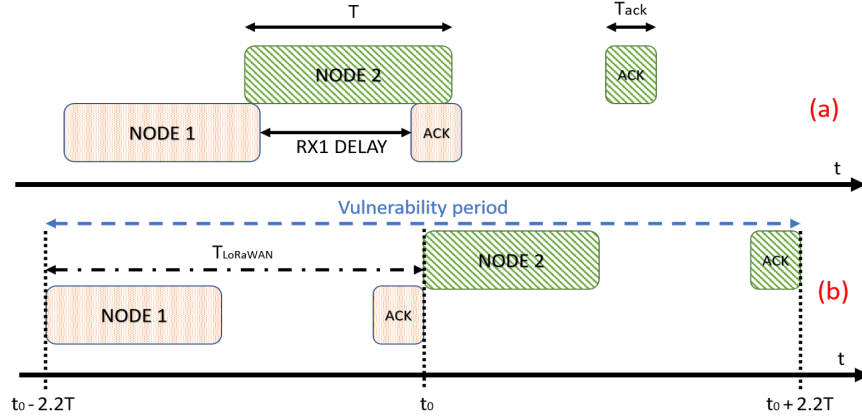 T
Tack
NODE 2
ACK
NODE 1
ACK
RX1 DELAY
(a)
t
Vulnerability period
TLoRaWAN
NODE 2
ACK
(b)
NODE 1
ACK
t
t0 - 2.2T
t0
t0 + 2.2T